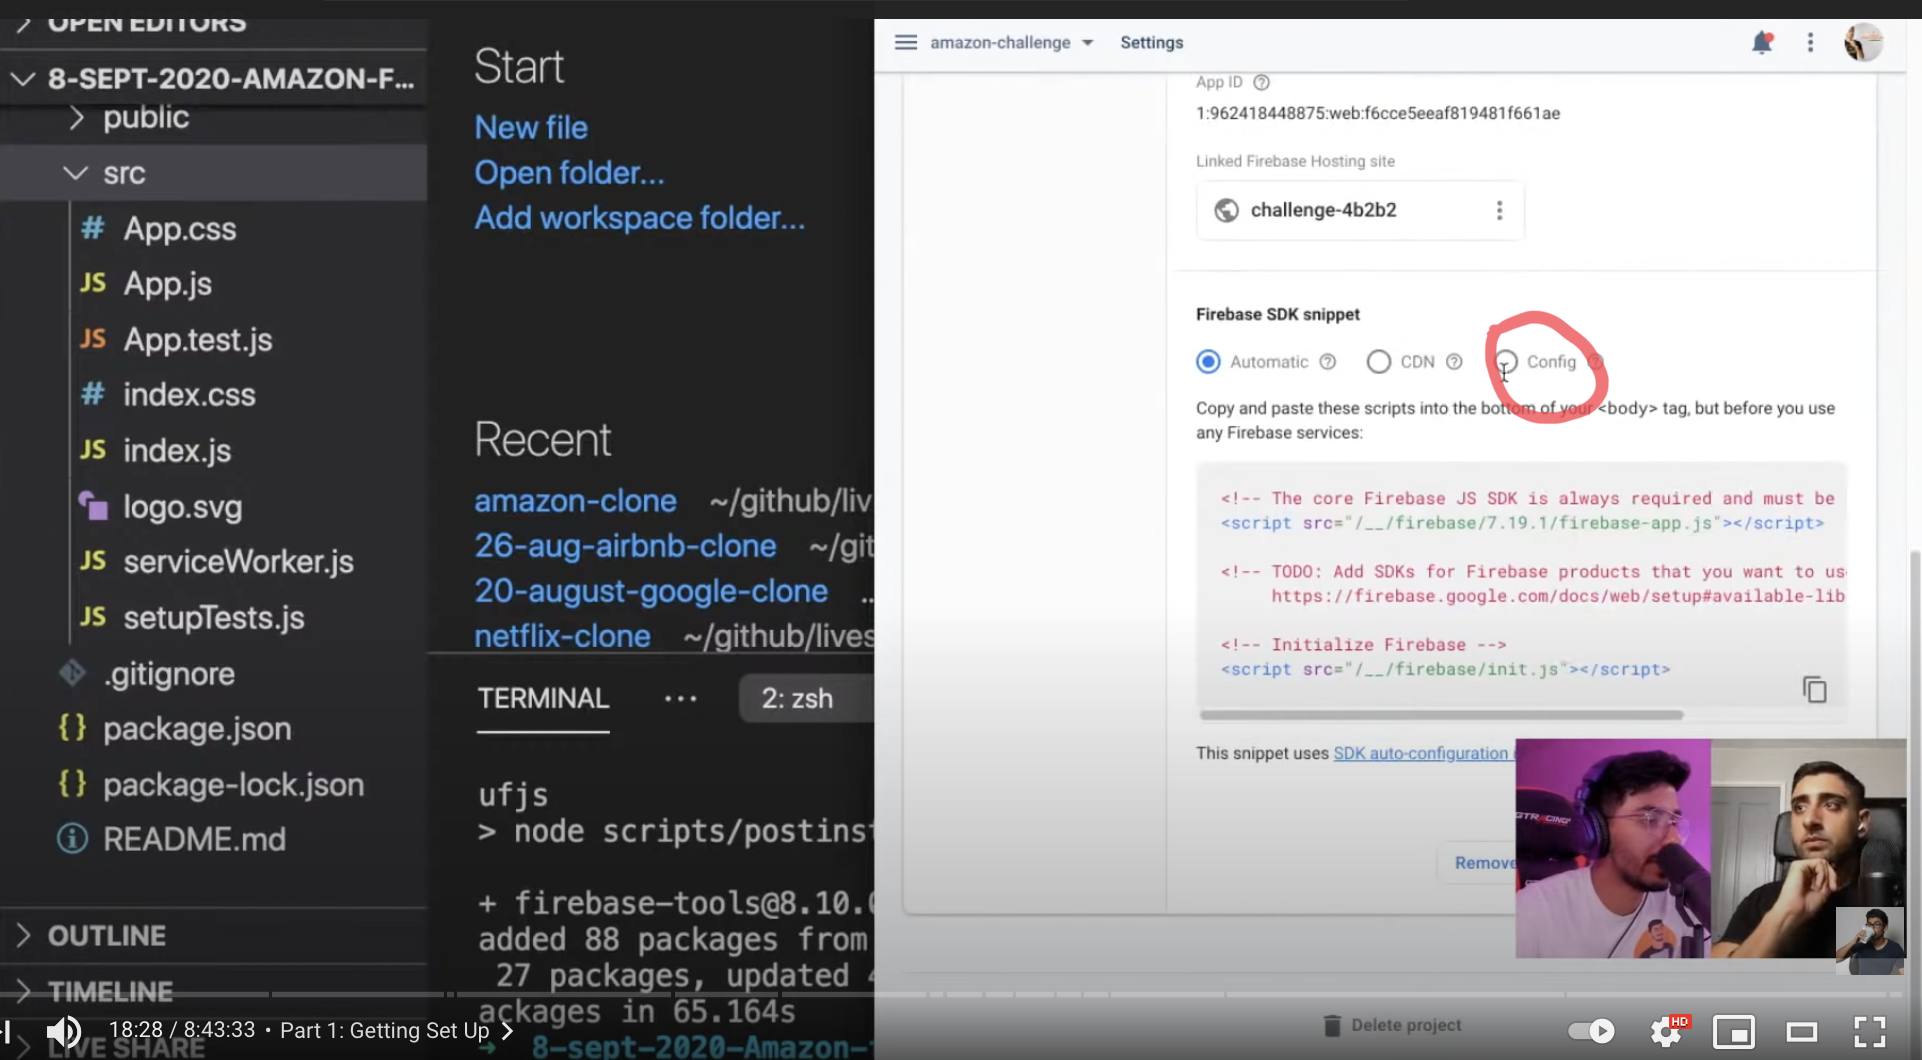 OPEN EDITORS
8-SEPT-2020-AMAZON-F...
public
src
App.css
App.js
App.test.js
index.css
index.js
logo.svg
serviceWorker.js
setupTests.js
.gitignore
package.json
package-lock.json
README.md
OUTLINE
TIMELINE
LIVE SHARE
Start
New file
Open folder...
Add workspace folder...
Recent
amazon-clone ~/github/liv
26-aug-airbnb-clone ~/git
20-august-google-clone ..
netflix-clone ~/github/lives
TERMINAL ... 2: zsh
ufjs
> node scripts/postinst
+ firebase-tools@8.10.0
added 88 packages from
27 packages, updated 4
ackages in 65.164s
→ 8-sept-2020-Amazon-f
amazon-challenge Settings
App ID
1:962418448875:web:f6cce5eeaf819481f661ae
Linked Firebase Hosting site
challenge-4b2b2
Firebase SDK snippet
Automatic CDN Config
Copy and paste these scripts into the bottom of your <body> tag, but before you use
any Firebase services:
<!-- The core Firebase JS SDK is always required and must be
<script src="/__/firebase/7.19.1/firebase-app.js"></script>
<!-- TODO: Add SDKs for Firebase products that you want to us
https://firebase.google.com/docs/web/setup#available-lib
<!-- Initialize Firebase -->
<script src="/__/firebase/init.js"></script>
This snippet uses SDK auto-configuration
Remove
Delete project
GTRACING
18:28 / 8:43:33 • Part 1: Getting Set Up
HD